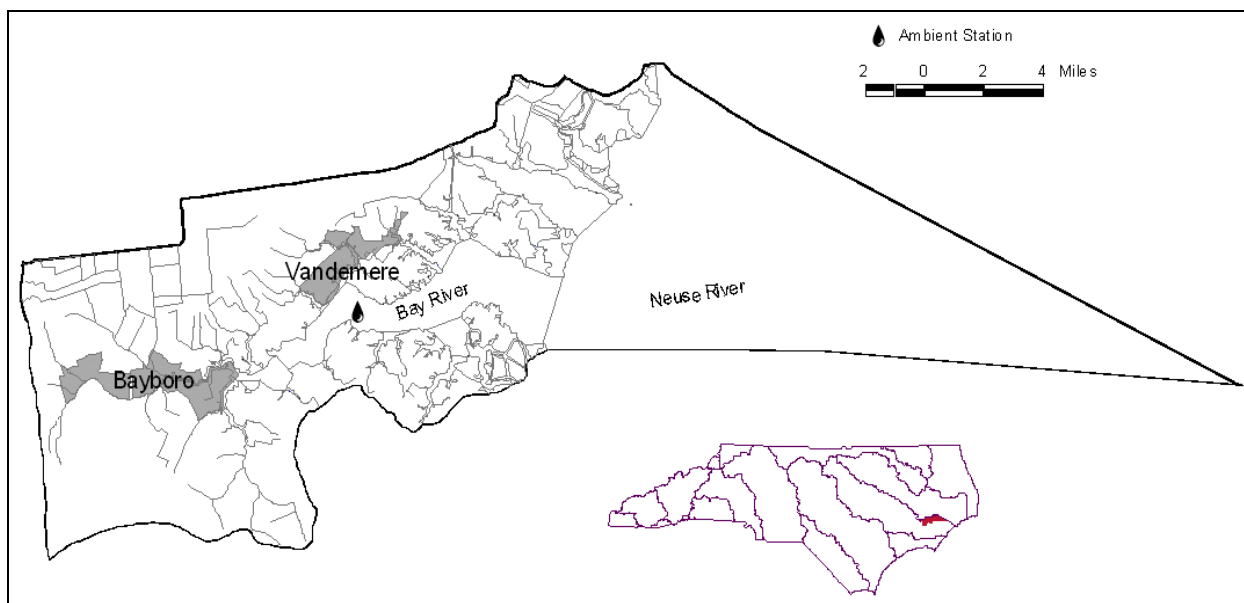 Ambient Station
2 0 2 4 Miles
Vandemere
Bay River
Neuse River
Bayboro